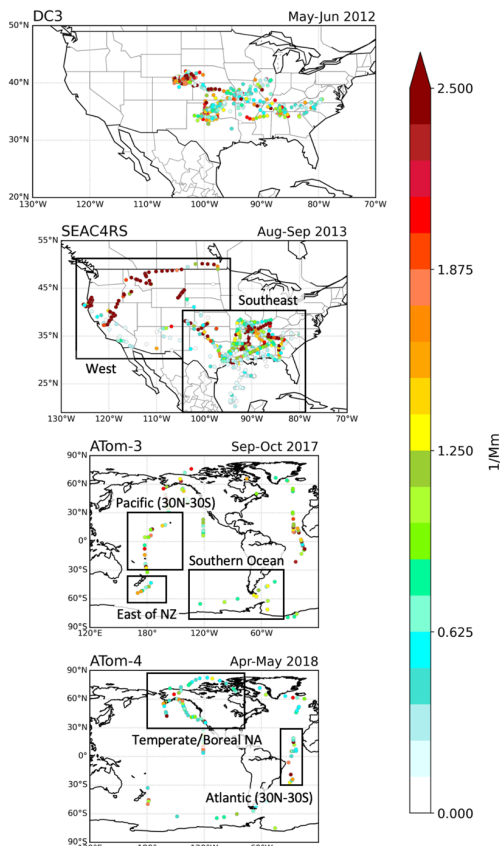 DC3 May-Jun 2012
50°N
40°N
30°N
20°N
130°W 120°W 110°W 100°W 90°W 80°W 70°W
SEAC4RS Aug-Sep 2013
55°N
45°N
35°N
25°N
Southeast
West
130°W 120°W 110°W 100°W 90°W 80°W 70°W
ATom-3 Sep-Oct 2017
90°N
60°N
30°N
0°
30°S
60°S
90°S
Pacific (30N-30S)
Southern Ocean
East of NZ
120°E 180° 120°W 60°W
ATom-4 Apr-May 2018
90°N
60°N
30°N
0°
30°S
60°S
90°S
Temperate/Boreal NA
Atlantic (30N-30S)
2.500
1.875
1.250
0.625
0.000
1/Mm